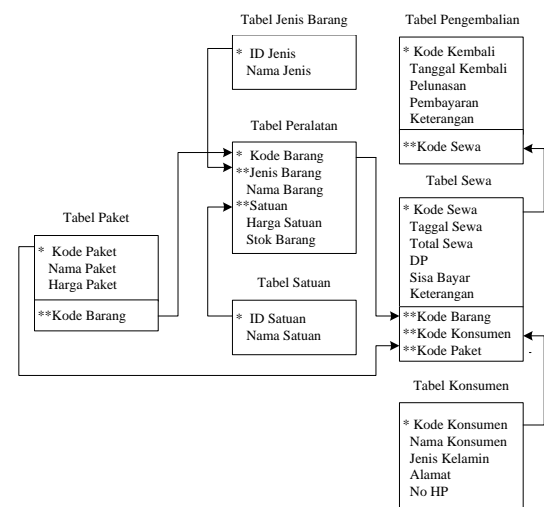 Tabel Jenis Barang
* ID Jenis
Nama Jenis
Tabel Pengembalian
* Kode Kembali
Tanggal Kembali
Pelunasan
Pembayaran
Keterangan
**Kode Sewa
Tabel Peralatan
* Kode Barang
**Jenis Barang
Nama Barang
**Satuan
Harga Satuan
Stok Barang
Tabel Sewa
* Kode Sewa
Taggal Sewa
Total Sewa
DP
Sisa Bayar
Keterangan
**Kode Barang
**Kode Konsumen
**Kode Paket
Tabel Paket
* Kode Paket
Nama Paket
Harga Paket
**Kode Barang
Tabel Satuan
* ID Satuan
Nama Satuan
Tabel Konsumen
* Kode Konsumen
Nama Konsumen
Jenis Kelamin
Alamat
No HP